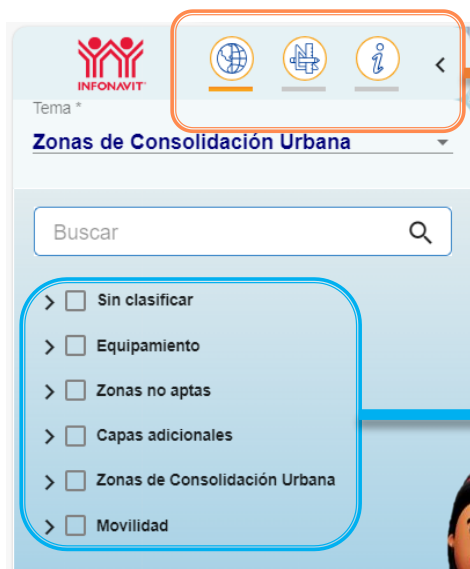 INFONAVIT
Tema *
Zonas de Consolidación Urbana
Buscar
Sin clasificar
Equipamiento
Zonas no aptas
Capas adicionales
Zonas de Consolidación Urbana
Movilidad